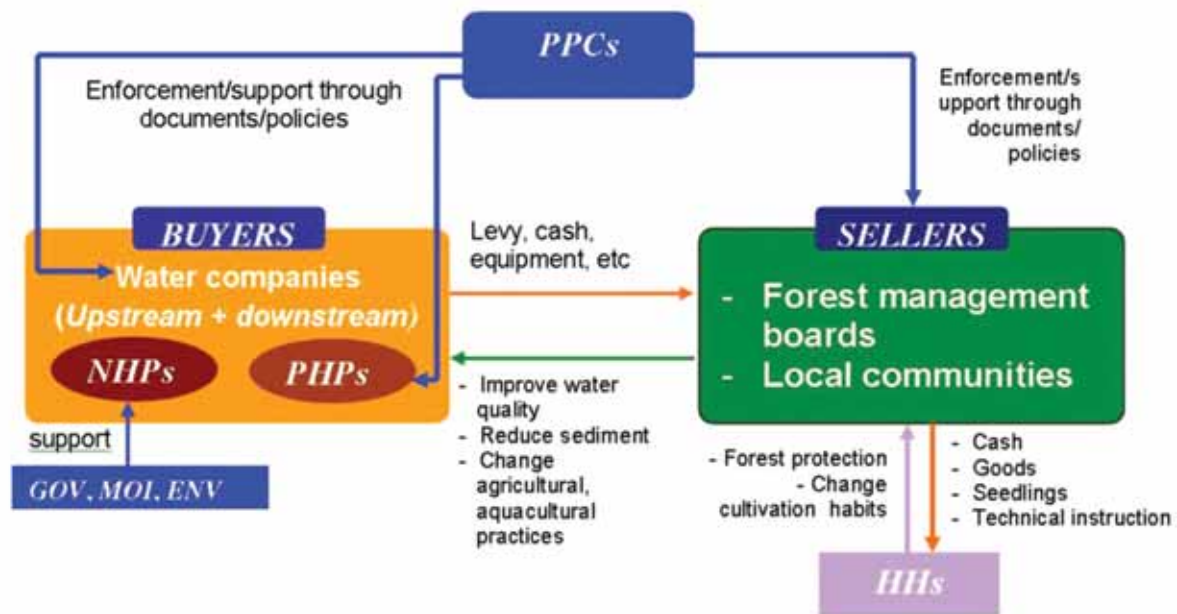 PPCs
Enforcement/support through
documents/policies
Enforcement/s
upport through
documents/
policies
BUYERS
Water companies
(Upstream + downstream)
NHPs
PHPs
support
GOV, MOI, ENV
Levy, cash,
equipment, etc
- Improve water
quality
- Reduce sediment
- Change
agricultural,
aquacultural
practices
SELLERS
- Forest management
boards
- Local communities
- Forest protection
- Change
cultivation habits
- Cash
- Goods
- Seedlings
- Technical instruction
HHs